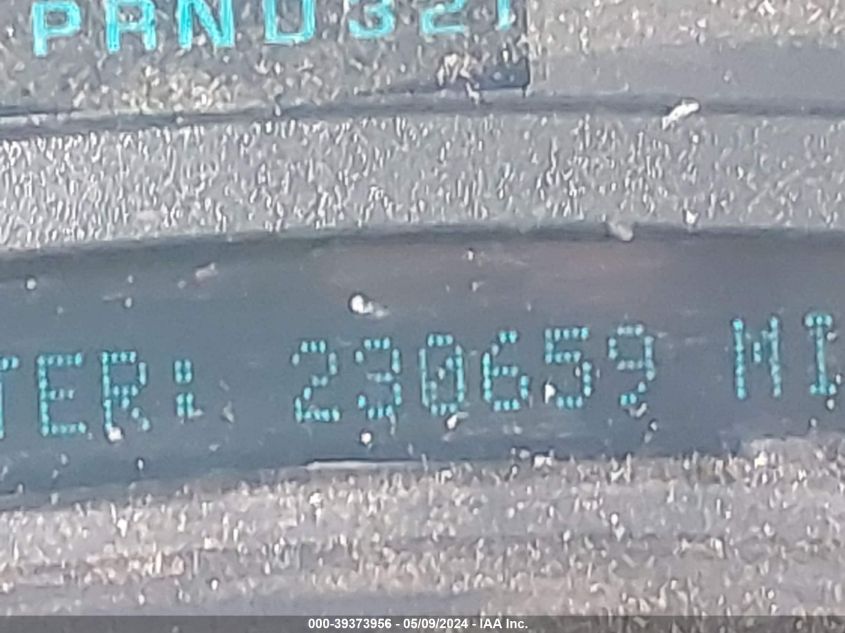 PRND321
TER: 230659 MI
000-39373956 - 05/09/2024 - IAA Inc.